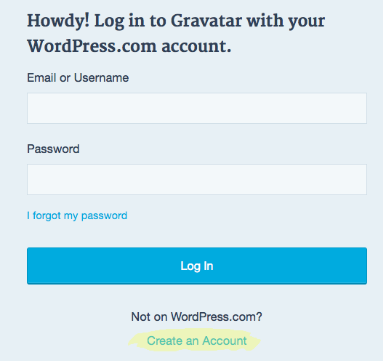 Howdy! Log in to Gravatar with your
WordPress.com account.
Email or Username
Password
I forgot my password
Log In
Not on WordPress.com?
Create an Account